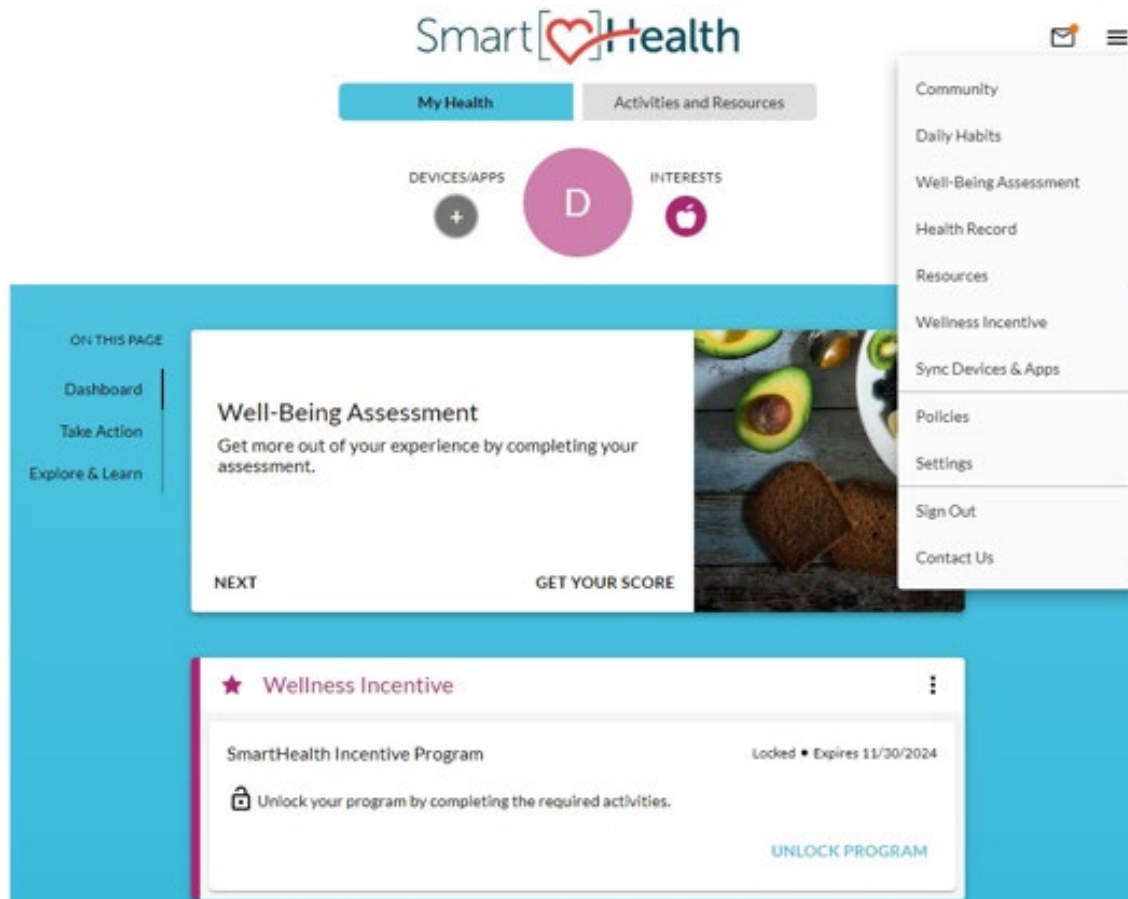 Smart[ ]Health
My Health
Activities and Resources
DEVICES/APPS
D
INTERESTS
Community
Daily Habits
Well-Being Assessment
Health Record
Resources
Wellness Incentive
Sync Devices & Apps
Policies
Settings
Sign Out
Contact Us
ON THIS PAGE
Dashboard
Take Action
Explore & Learn
Well-Being Assessment
Get more out of your experience by completing your
assessment.
NEXT
GET YOUR SCORE
Wellness Incentive
SmartHealth Incentive Program
Locked • Expires 11/30/2024
Unlock your program by completing the required activities.
UNLOCK PROGRAM